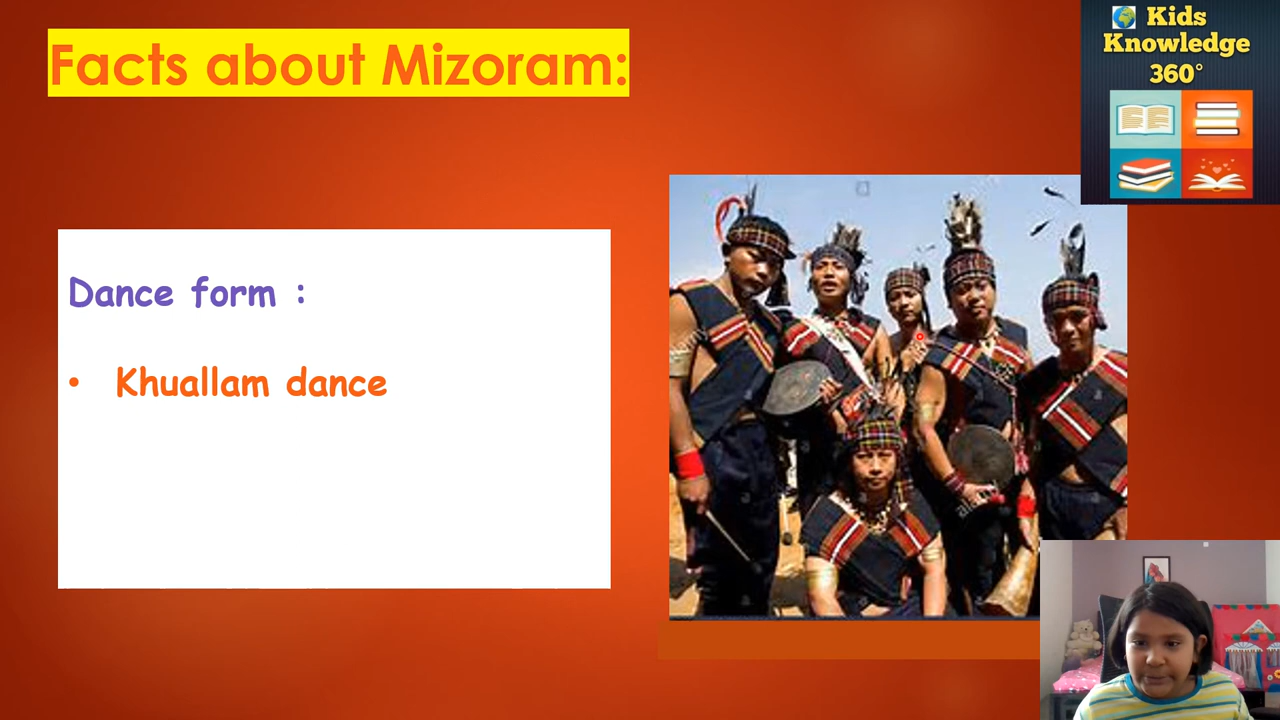 Facts about Mizoram:
Kids
Knowledge
360°
Dance form :
• Khuallam dance